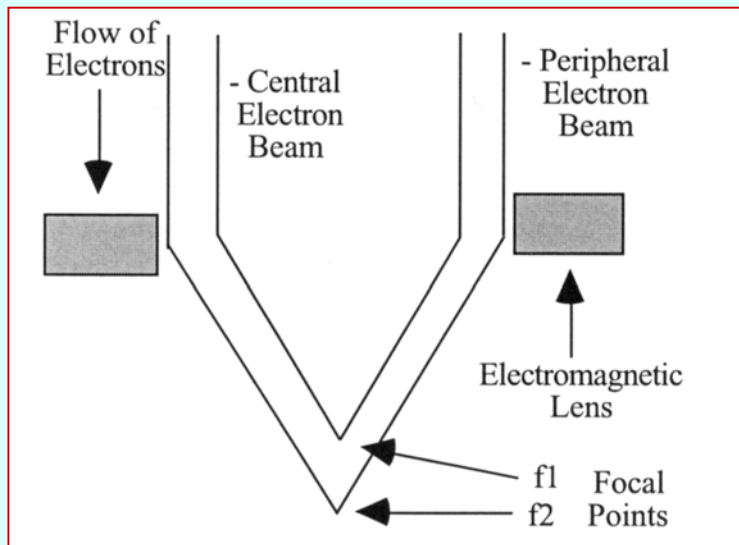 Flow of
Electrons
- Central
Electron
Beam
- Peripheral
Electron
Beam
Electromagnetic
Lens
f1 Focal
f2 Points